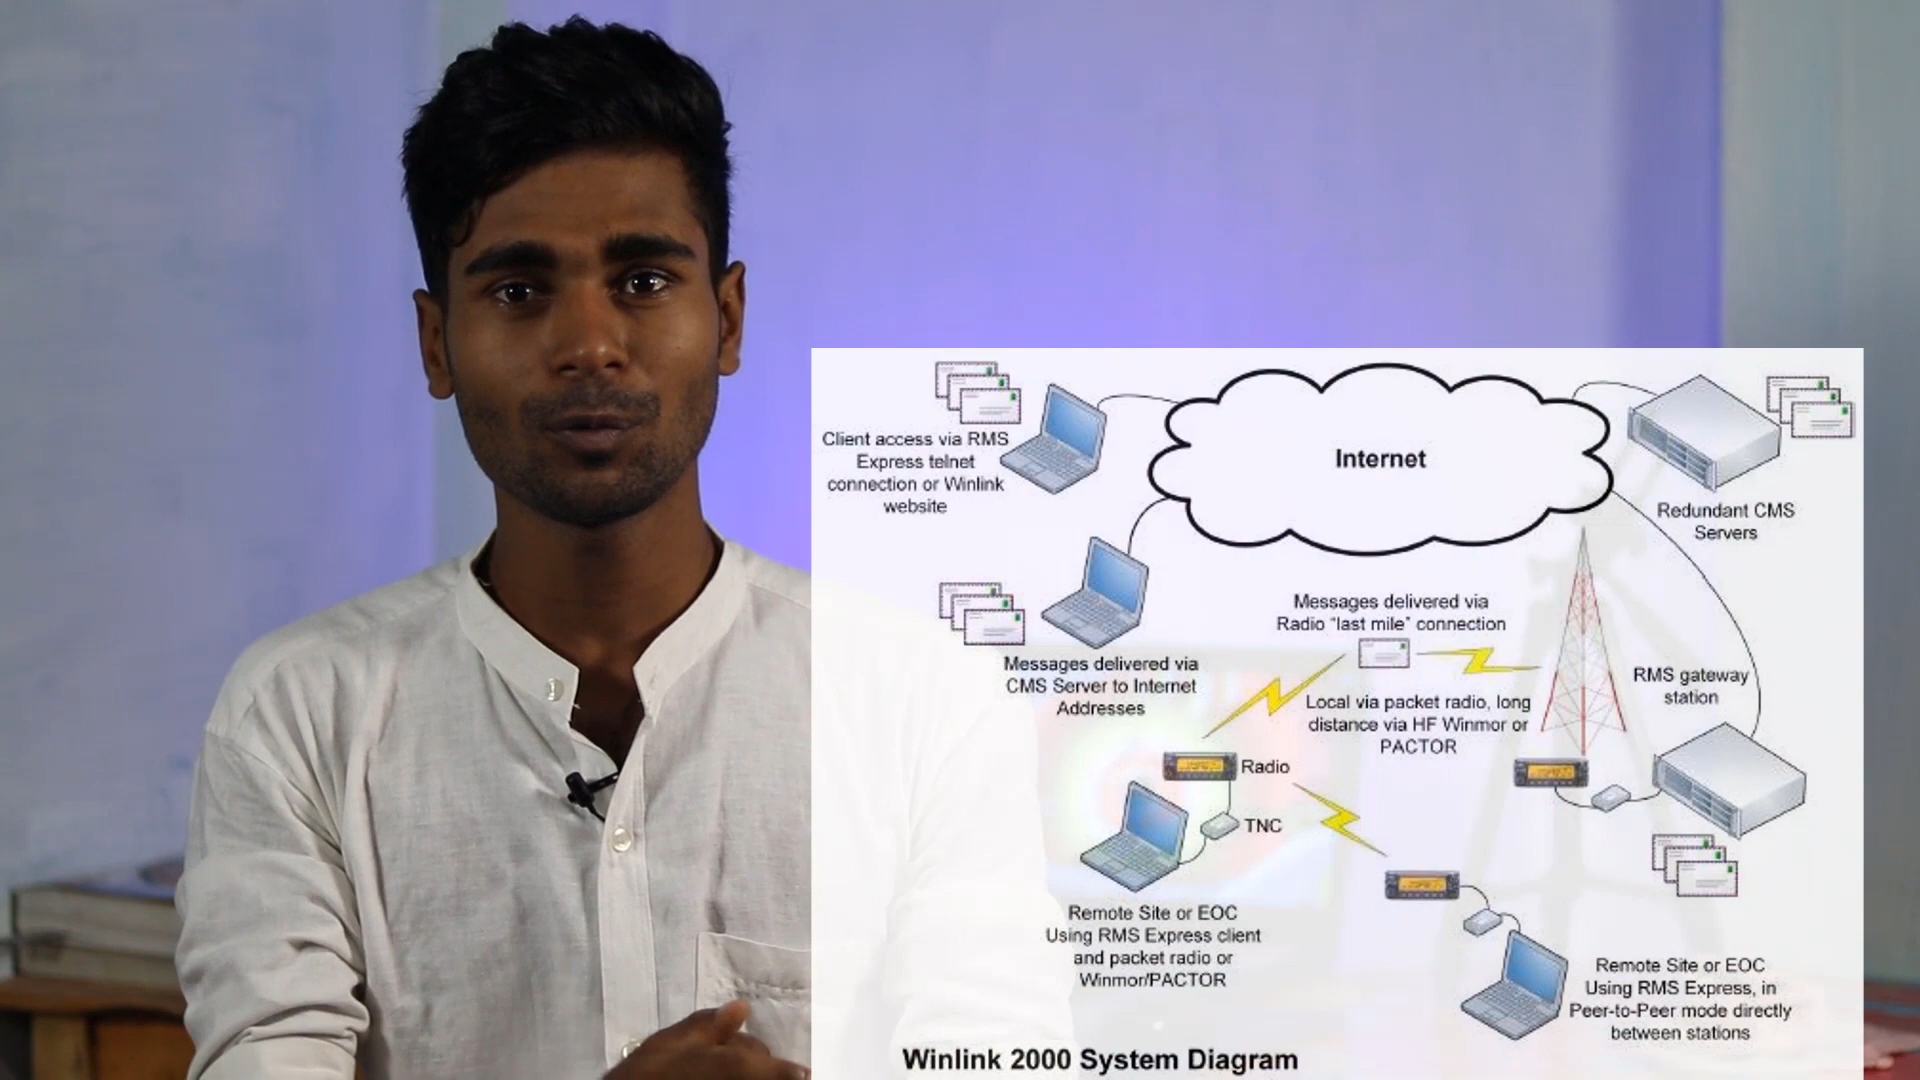 Client access via RMS
Express telnet
connection or Winlink
website
Internet
Redundant CMS
Servers
Messages delivered via
CMS Server to Internet
Addresses
Messages delivered via
Radio "last mile" connection
Local via packet radio, long
distance via HF Winmor or
PACTOR
RMS gateway
station
Radio
TNC
Remote Site or EOC
Using RMS Express client
and packet radio or
Winmor/PACTOR
Remote Site or EOC
Using RMS Express, in
Peer-to-Peer mode directly
between stations
Winlink 2000 System Diagram